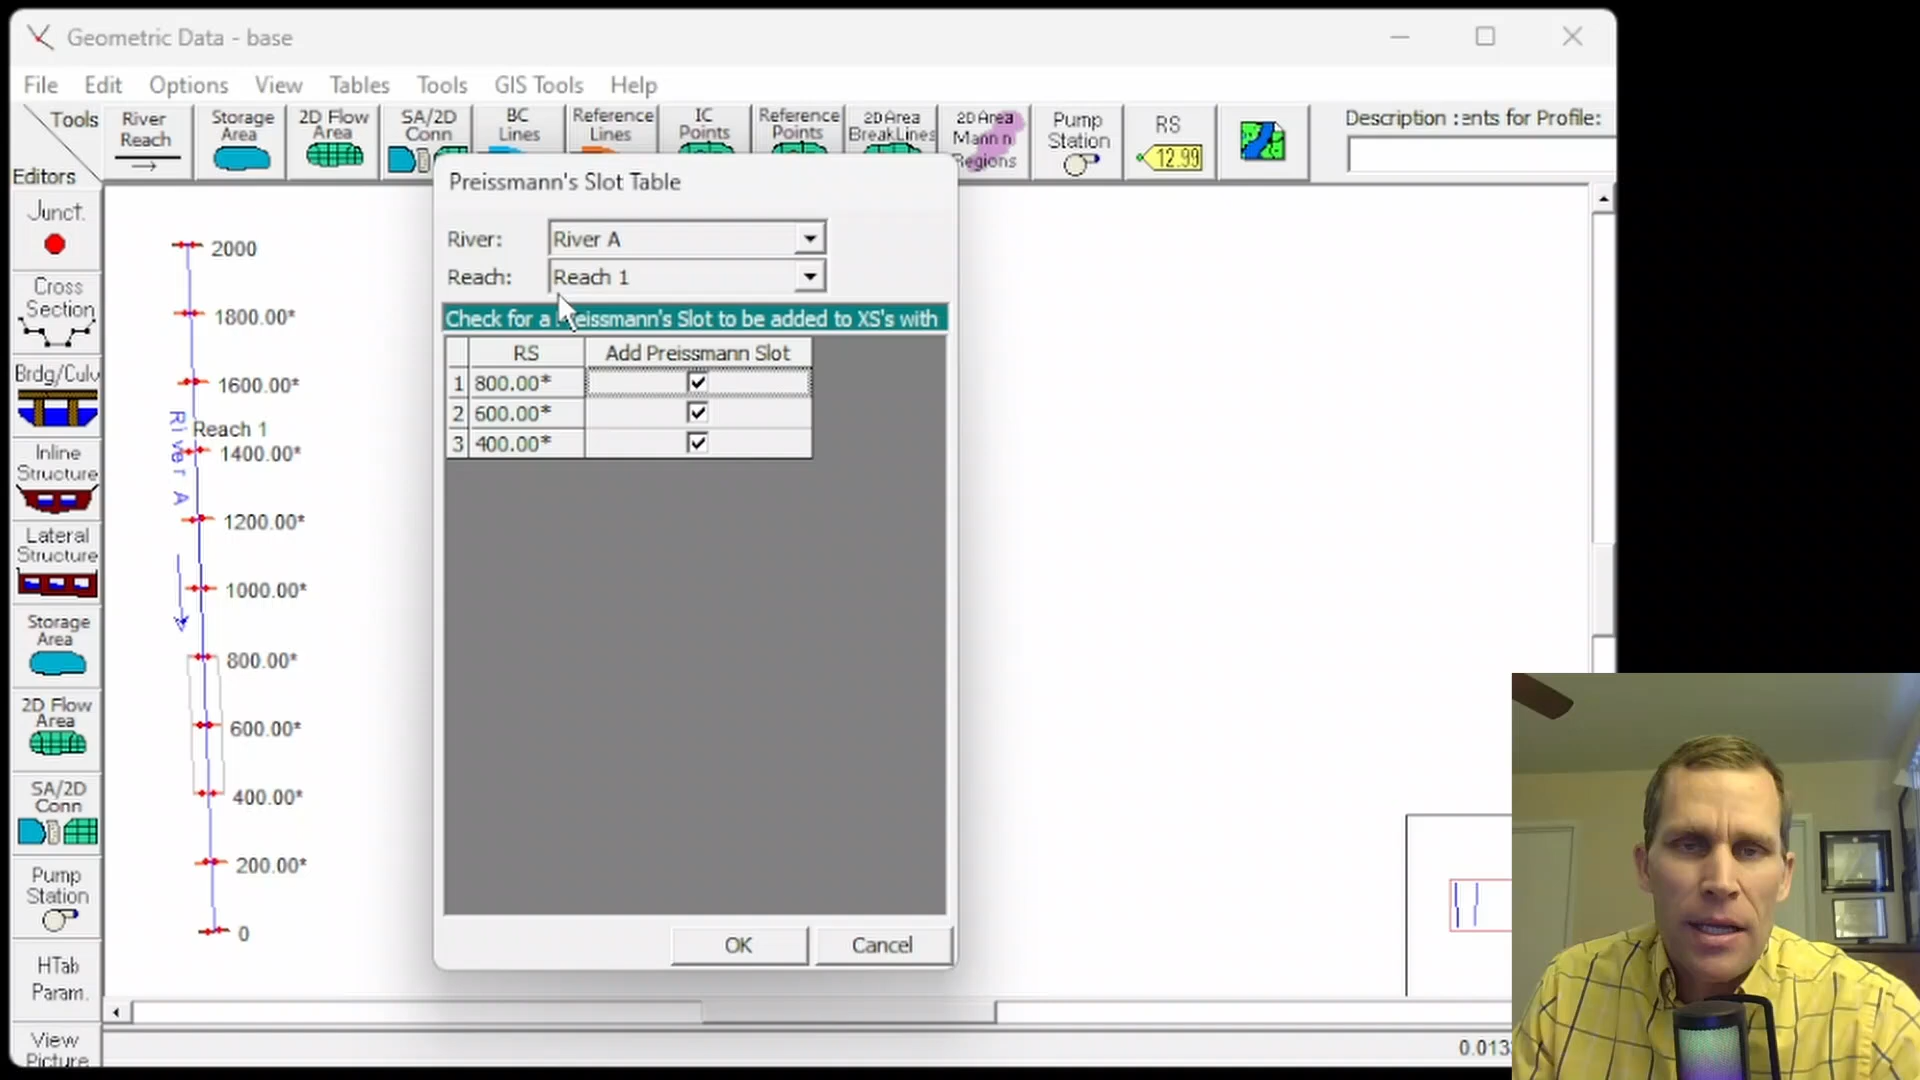 Geometric Data - base
File Edit Options View Tables Tools GIS Tools Help
Tools
River Reach
Storage Area
2D Flow Area
SA/2D Conn
BC Lines
Reference Lines
IC Points
Reference Points
2D Area BreakLines
2D Area Mann n Regions
Pump Station
RS
12.99
Description :ents for Profile:
Editors
Junct.
Cross Section
Brdg/Culv
Inline Structure
Lateral Structure
Storage Area
2D Flow Area
SA/2D Conn
Pump Station
HTab Param.
View Picture
2000
1800.00*
1600.00*
Reach 1
1400.00*
River A
1200.00*
1000.00*
800.00*
600.00*
400.00*
200.00*
0
Preissmann's Slot Table
River: River A
Reach: Reach 1
Check for a Preissmann's Slot to be added to XS's with
RS Add Preissmann Slot
1 800.00*
2 600.00*
3 400.00*
OK Cancel
0.013